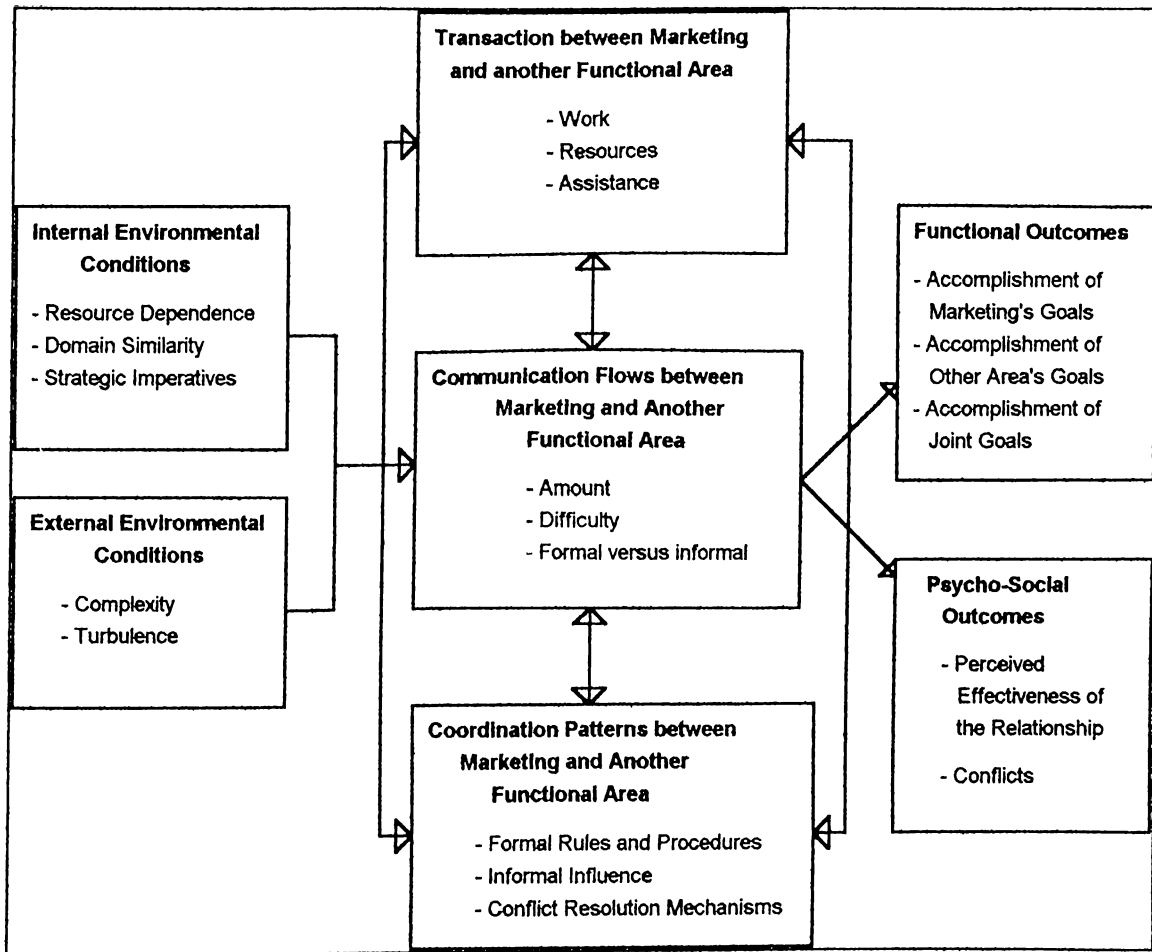 Transaction between Marketing
and another Functional Area
- Work
- Resources
- Assistance
Internal Environmental
Conditions
- Resource Dependence
- Domain Similarity
- Strategic Imperatives
External Environmental
Conditions
- Complexity
- Turbulence
Communication Flows between
Marketing and Another
Functional Area
- Amount
- Difficulty
- Formal versus informal
Coordination Patterns between
Marketing and Another
Functional Area
- Formal Rules and Procedures
- Informal Influence
- Conflict Resolution Mechanisms
Functional Outcomes
- Accomplishment of
Marketing's Goals
- Accomplishment of
Other Area's Goals
- Accomplishment of
Joint Goals
Psycho-Social
Outcomes
- Perceived
Effectiveness of
the Relationship
- Conflicts